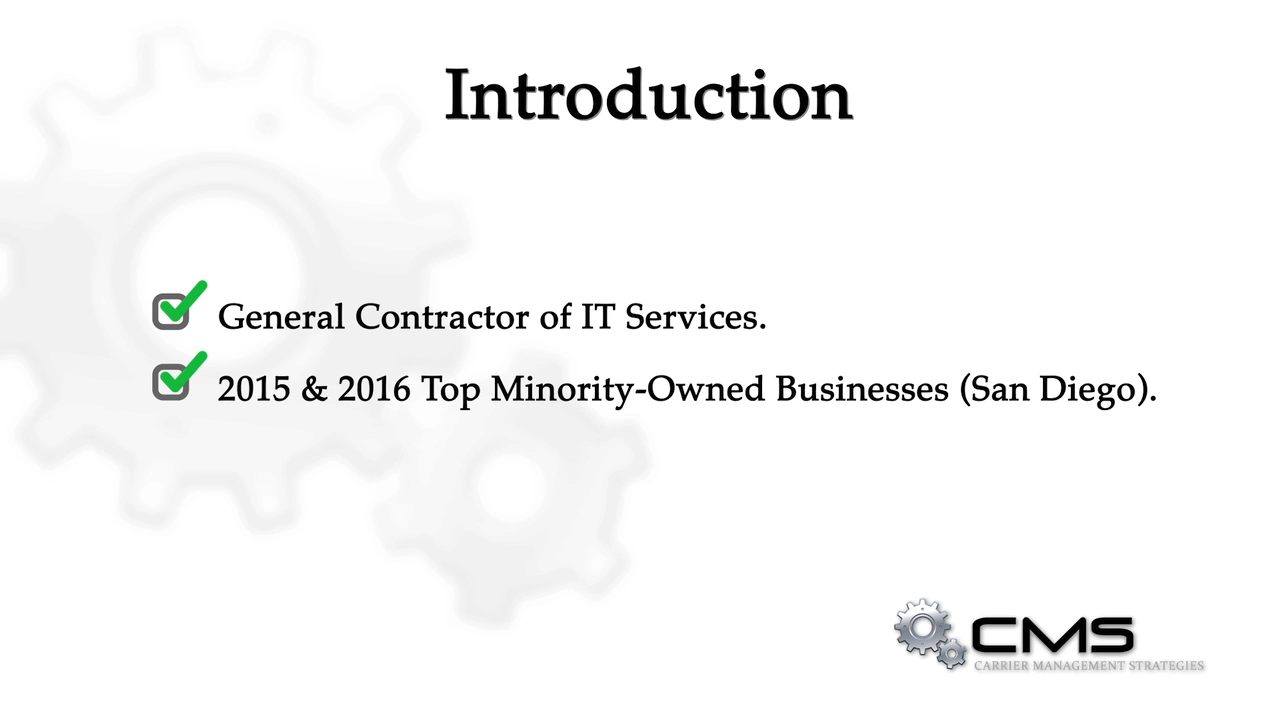 Introduction
General Contractor of IT Services.
2015 & 2016 Top Minority-Owned Businesses (San Diego).
CMS
CARRIER MANAGEMENT STRATEGIES